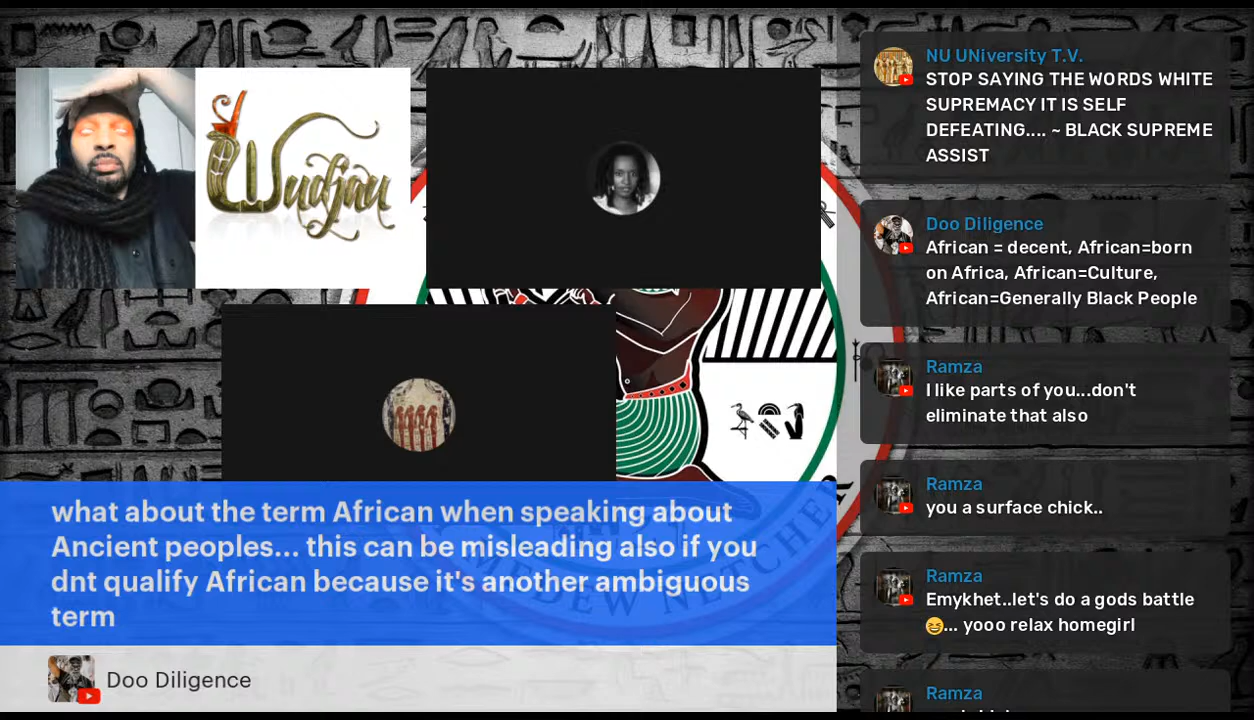 Wudjau
what about the term African when speaking about
Ancient peoples... this can be misleading also if you
dnt qualify African because it's another ambiguous
term
MEDEW NETCHER
Doo Diligence
NU UNiversity T.V.
STOP SAYING THE WORDS WHITE
SUPREMACY IT IS SELF
DEFEATING.... ~ BLACK SUPREME
ASSIST
Doo Diligence
African = decent, African=born
on Africa, African=Culture,
African=Generally Black People
Ramza
I like parts of you...don't
eliminate that also
Ramza
you a surface chick..
Ramza
Emykhet..let's do a gods battle
😆... yooo relax homegirl
Ramza